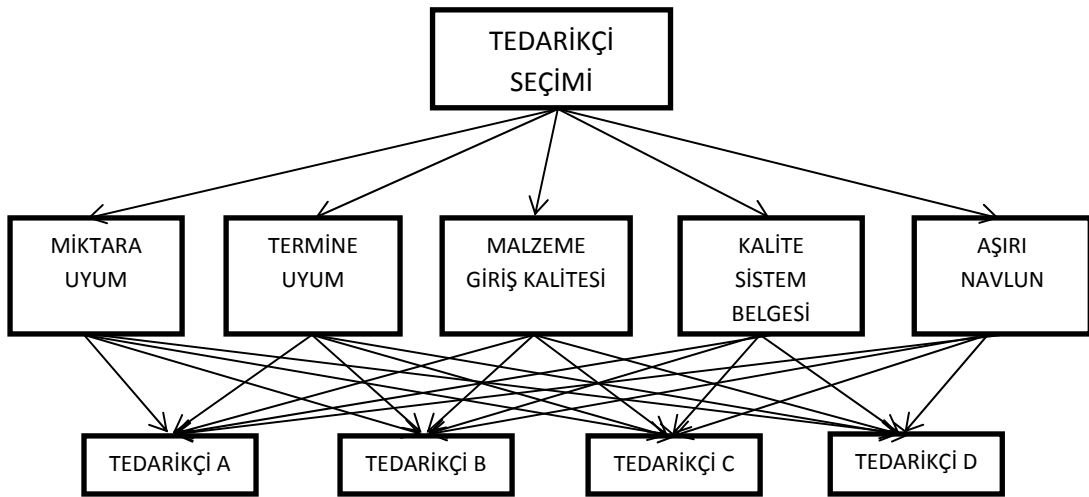 TEDARİKÇİ
SEÇİMİ
MİKTARA
UYUM
TERMİNE
UYUM
MALZEME
GİRİŞ KALİTESİ
KALİTE
SİSTEM
BELGESİ
AŞIRI
NAVLUN
TEDARİKÇİ A
TEDARİKÇİ B
TEDARİKÇİ C
TEDARİKÇİ D